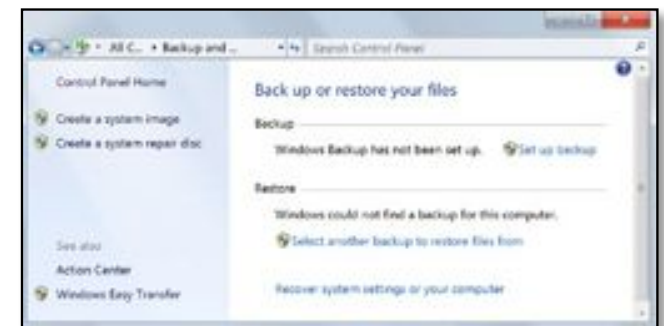 All C... Backup and ... Search Control Panel
Control Panel Home
Create a system image
Create a system repair disc
See also
Action Center
Windows Easy Transfer
Back up or restore your files
Backup
Windows Backup has not been set up. Set up backup
Restore
Windows could not find a backup for this computer.
Select another backup to restore files from
Recover system settings or your computer